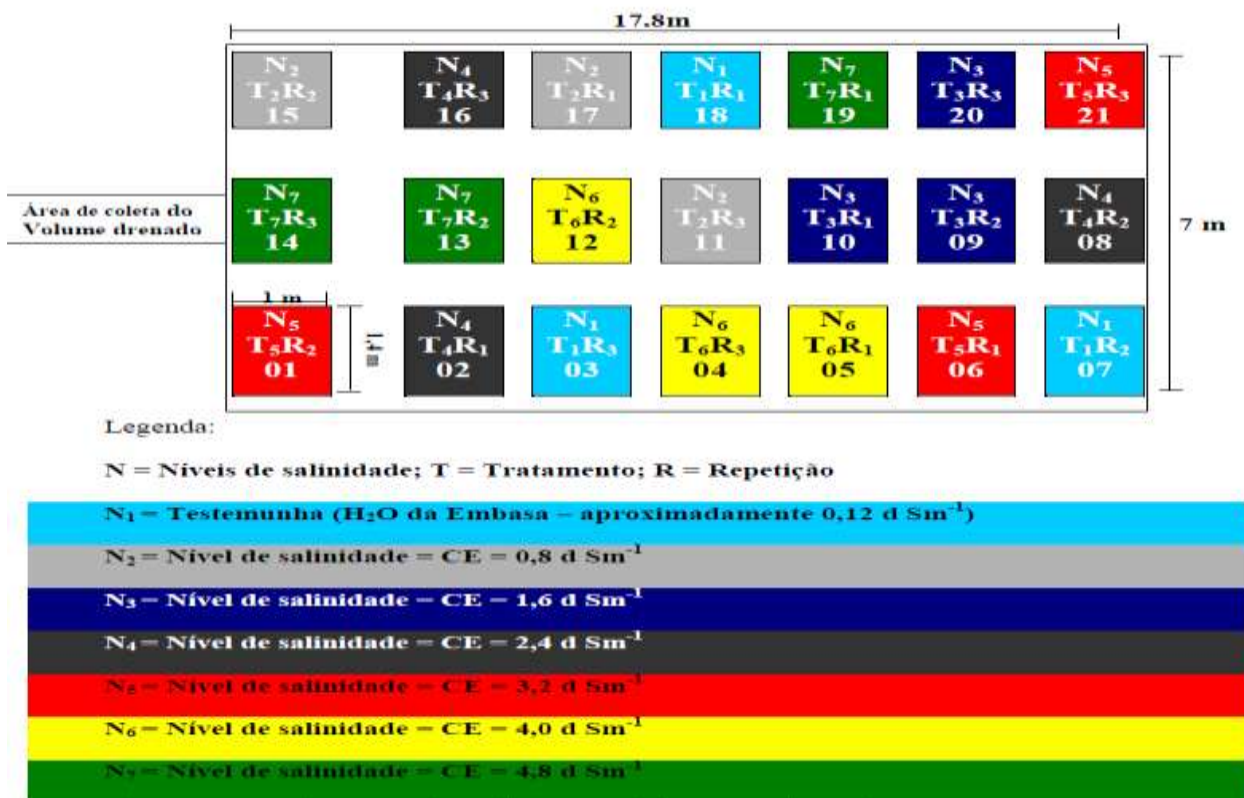 17.8m
N₂ N₄ N₂ N₁ N₇ N₃ N₅
T₂R₂ T₄R₃ T₂R₁ T₁R₁ T₇R₁ T₃R₃ T₅R₃
15 16 17 18 19 20 21
N₇ N₇ N₆ N₂ N₃ N₃ N₄
T₇R₃ T₇R₂ T₆R₂ T₂R₃ T₃R₁ T₃R₂ T₄R₂
14 13 12 11 10 09 08
Área de coleta do
Volume drenado
7 m
1 m
N₅ N₄ N₁ N₆ N₆ N₅ N₁
T₅R₂ T₄R₁ T₁R₃ T₆R₃ T₆R₁ T₅R₁ T₁R₂
01 02 03 04 05 06 07
Legenda:
N = Níveis de salinidade; T = Tratamento; R = Repetição
N₁ = Testemunha (H₂O da Embasa – aproximadamente 0,12 d Sm⁻¹)
N₂ = Nível de salinidade = CE = 0,8 d Sm⁻¹
N₃ = Nível de salinidade = CE = 1,6 d Sm⁻¹
N₄ = Nível de salinidade = CE = 2,4 d Sm⁻¹
N₅ = Nível de salinidade = CE = 3,2 d Sm⁻¹
N₆ = Nível de salinidade = CE = 4,0 d Sm⁻¹
N₇ = Nível de salinidade = CE = 4,8 d Sm⁻¹